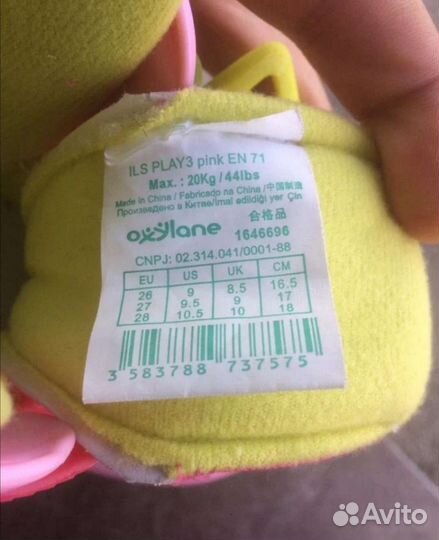 ILS PLAY3 pink EN 71
Max. : 20Kg / 44lbs
Made in China / Fabricado na China / 中国制造
Произведено в Китве/imal edildiği yer Çin
合格品
oxylane 1646696
CNPJ: 02.314.041/0001-88
EU US UK CM
26 9 8.5 16.5
27 9.5 9 17
28 10.5 10 18
3 583788 737575
Avito